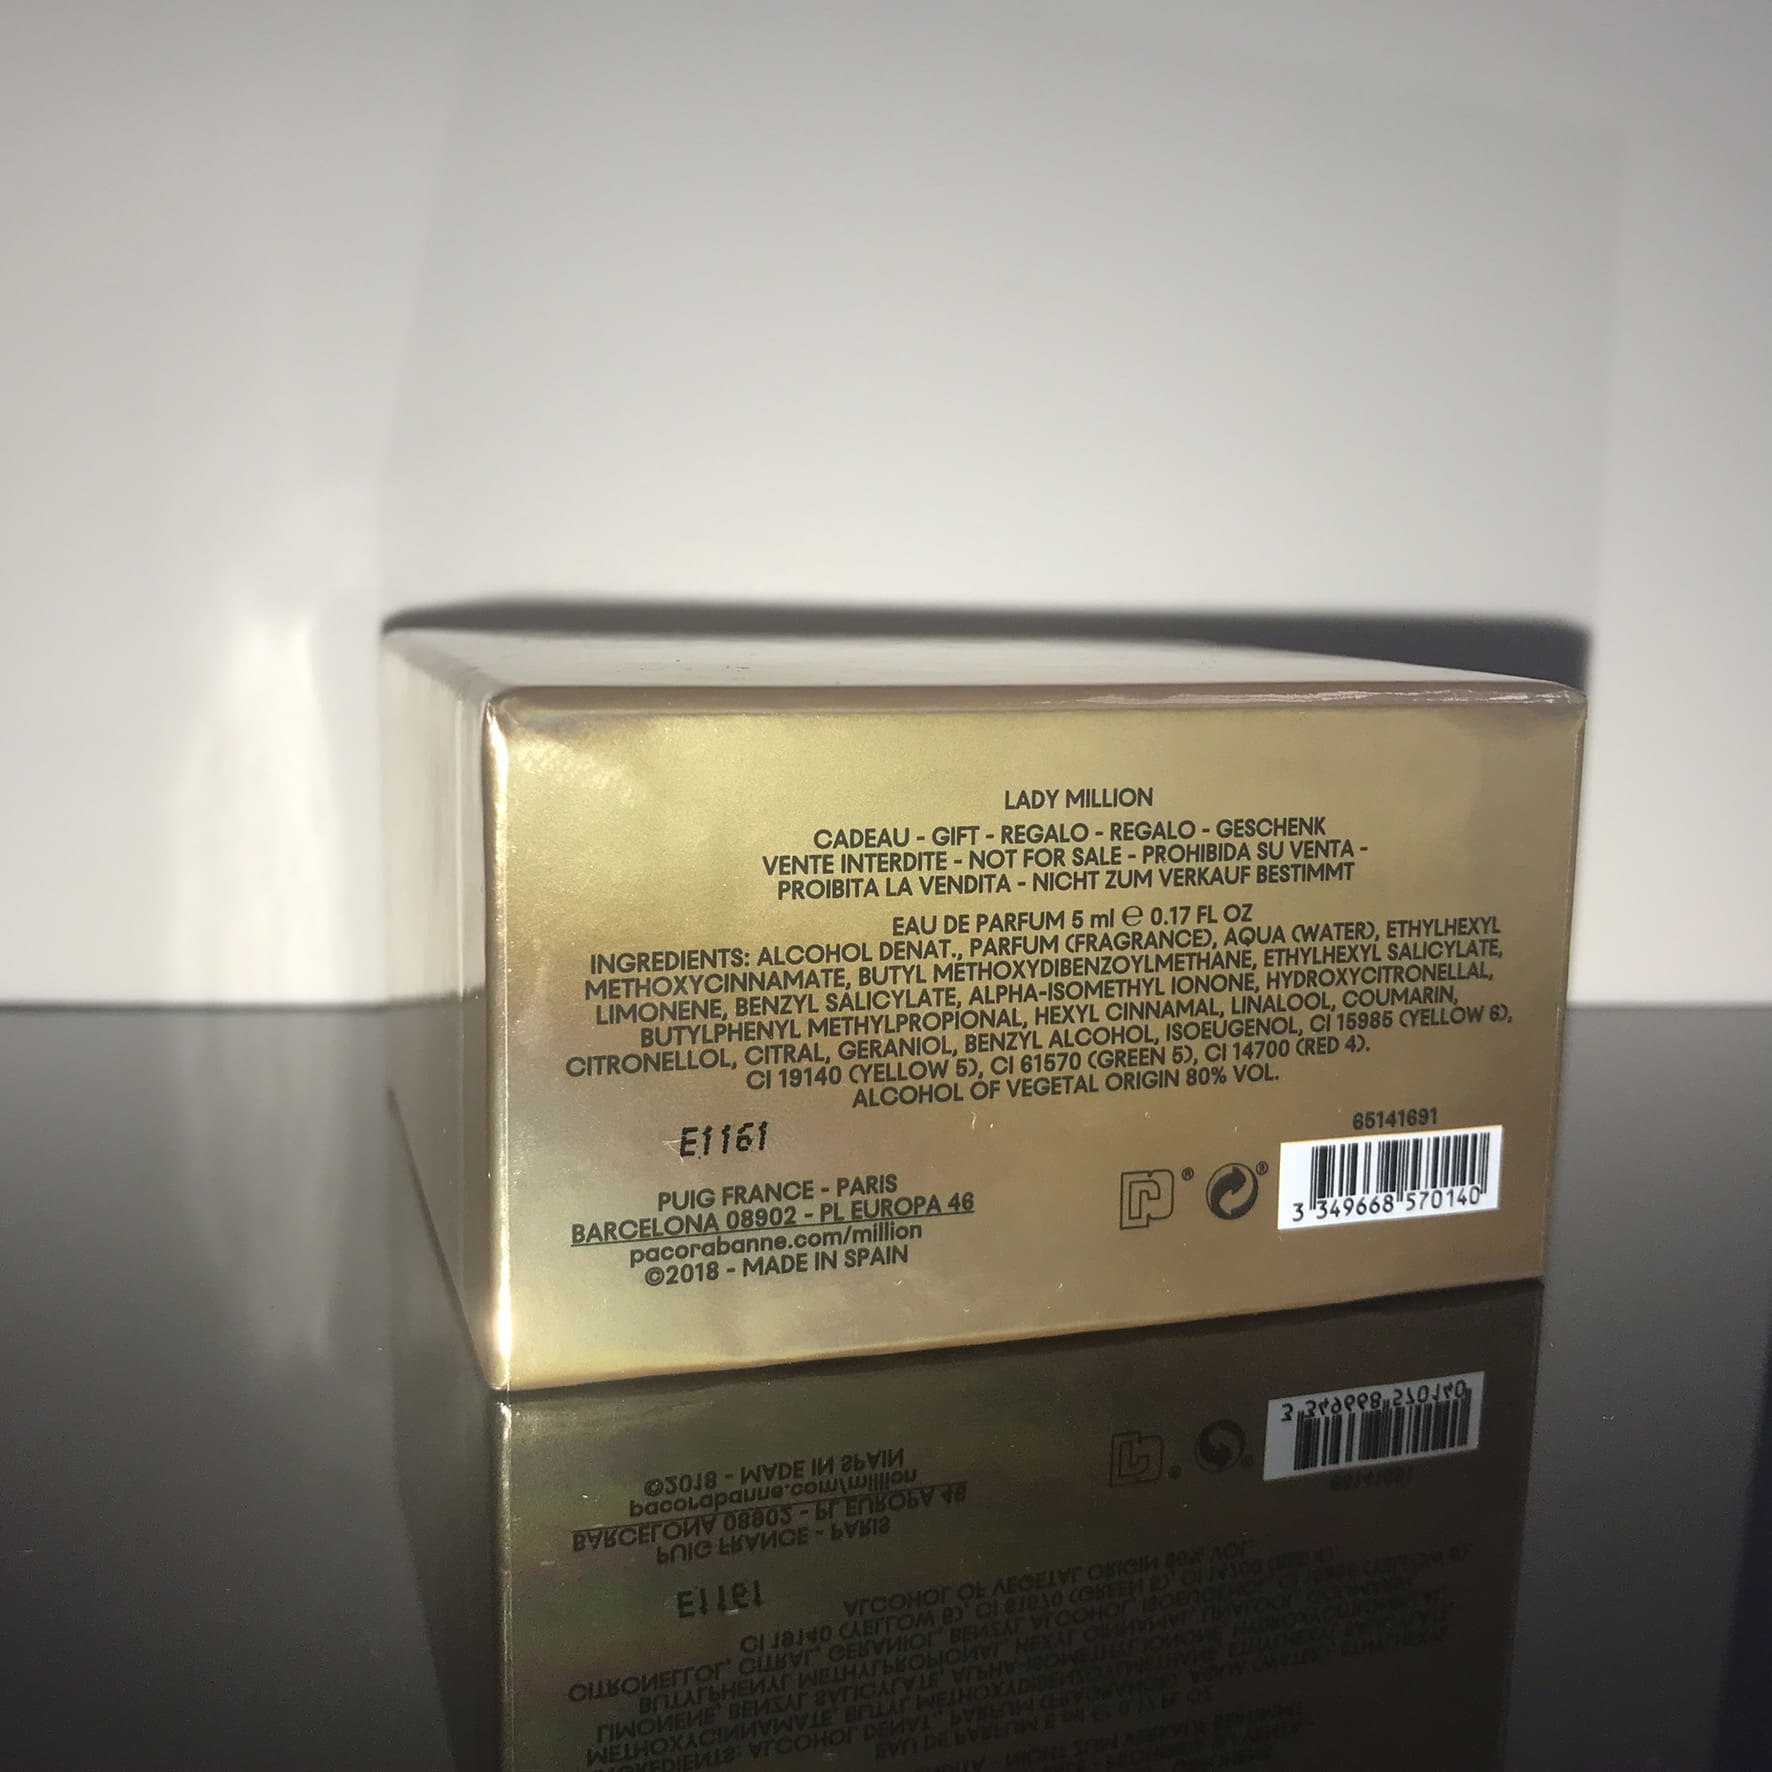 LADY MILLION
CADEAU - GIFT - REGALO - REGALO - GESCHENK
VENTE INTERDITE - NOT FOR SALE - PROHIBIDA SU VENTA -
PROIBITA LA VENDITA - NICHT ZUM VERKAUF BESTIMMT
EAU DE PARFUM 5 ml ℮ 0.17 FL OZ
INGREDIENTS: ALCOHOL DENAT., PARFUM (FRAGRANCE), AQUA (WATER), ETHYLHEXYL
METHOXYCINNAMATE, BUTYL METHOXYDIBENZOYLMETHANE, ETHYLHEXYL SALICYLATE,
LIMONENE, BENZYL SALICYLATE, ALPHA-ISOMETHYL IONONE, HYDROXYCITRONELLAL,
BUTYLPHENYL METHYLPROPIONAL, HEXYL CINNAMAL, LINALOOL, COUMARIN,
CITRONELLOL, CITRAL, GERANIOL, BENZYL ALCOHOL, ISOEUGENOL, CI 15985 (YELLOW 6),
CI 19140 (YELLOW 5), CI 61570 (GREEN 5), CI 14700 (RED 4).
ALCOHOL OF VEGETAL ORIGIN 80% VOL.
E1161
65141691
PUIG FRANCE - PARIS
BARCELONA 08902 - PL EUROPA 46
pacorabanne.com/million
©2018 - MADE IN SPAIN
3 349668 570140